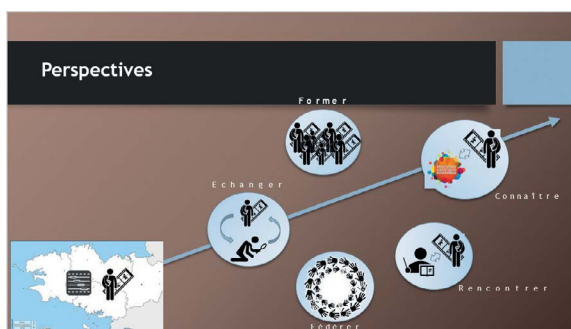 Perspectives
Former
Connaître
Echanger
Rencontrer
Fédérer